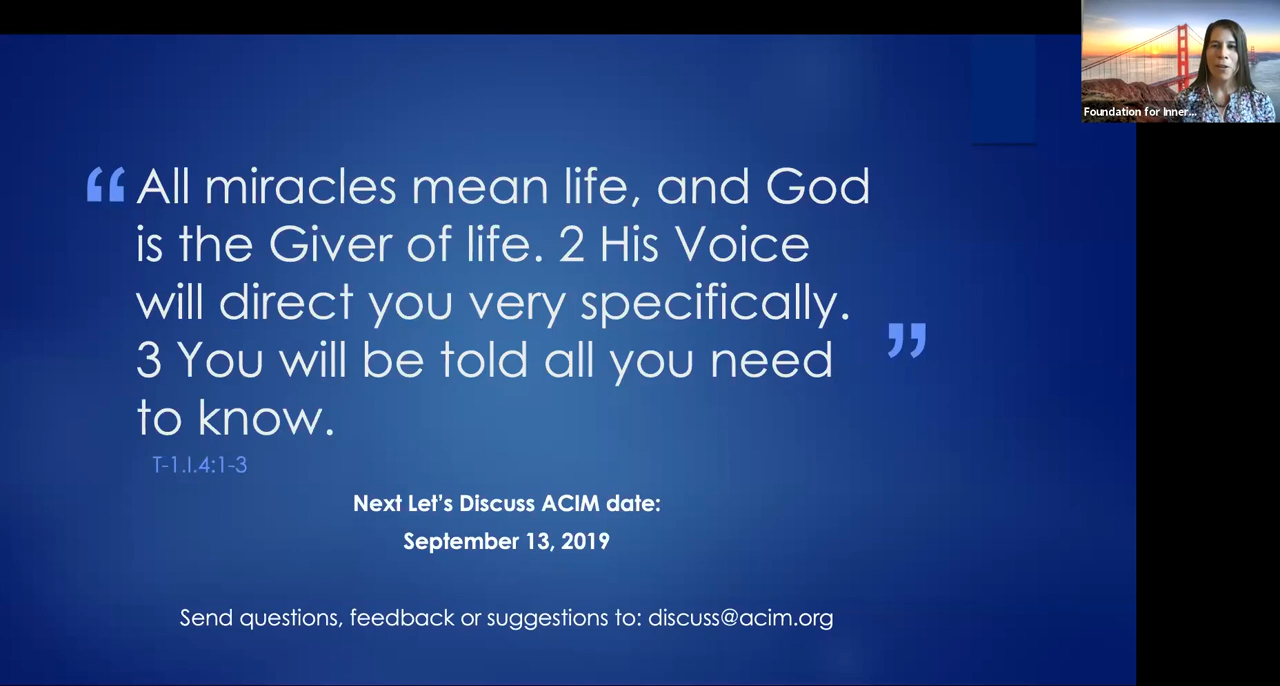 “ All miracles mean life, and God
is the Giver of life. 2 His Voice
will direct you very specifically.
3 You will be told all you need ”
to know.
T-1.I.4:1-3
Next Let’s Discuss ACIM date:
September 13, 2019
Send questions, feedback or suggestions to: discuss@acim.org
Foundation for Inner...